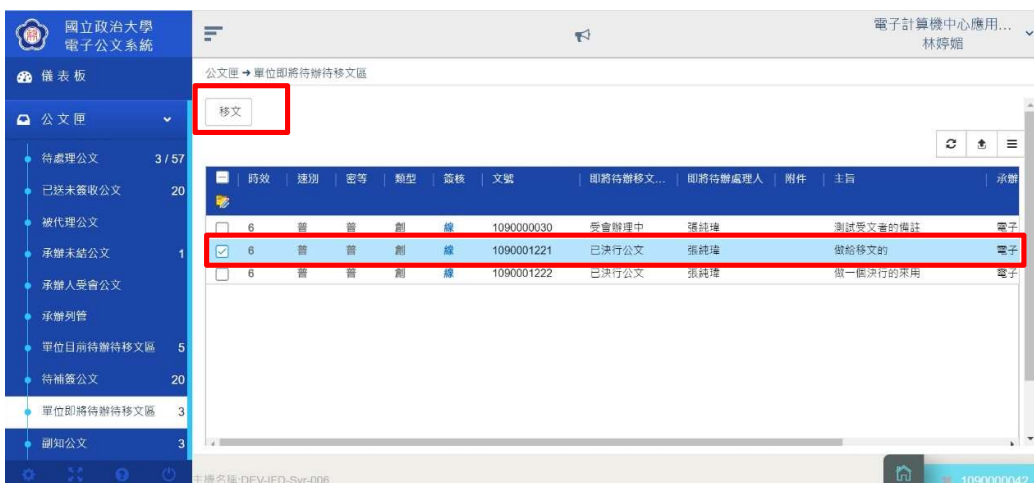 國立政治大學
電子公文系統
電子計算機中心應用...
林婷媚
儀表板
公文匣➜單位即將待辦待移文區
公文匣
移文
待處理公文 3 / 57
已送未簽收公文 20
被代理公文
承辦未結公文 1
承辦人受會公文
承辦列管
單位目前待辦待移文區 5
待補簽公文 20
單位即將待辦待移文區 3
副知公文 3
時效 速別 密等 類型 簽核 文號 即將待辦移文... 即將待辦處理人 附件 主旨 承辦
6 普 普 創 線 1090000030 受會辦理中 張純瑋 測試受文者的備註 電子
6 普 普 創 線 1090001221 已決行公文 張純瑋 做給移文的 電子
6 普 普 創 線 1090001222 已決行公文 張純瑋 做一個決行的來用 電子
主機名稱:DEV-IFD-Svr-006
1090000042